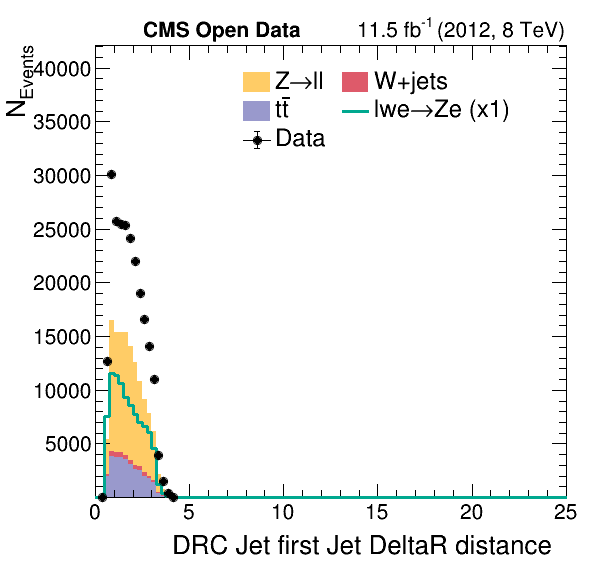 CMS Open Data
11.5 fb⁻¹ (2012, 8 TeV)
N_Events
40000
35000
30000
25000
20000
15000
10000
5000
Z→ll
W+jets
tt̄
lwe→Ze (x1)
Data
0 5 10 15 20 25
DRC Jet first Jet DeltaR distance